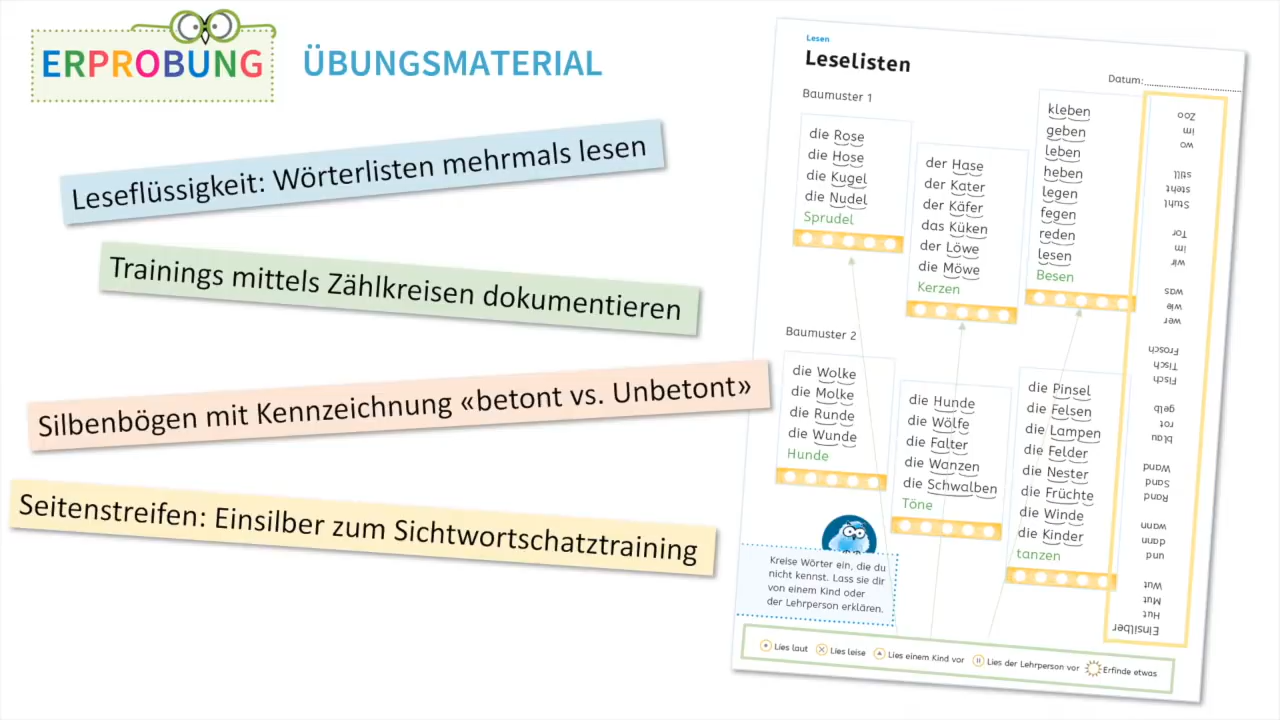 ERPROBUNG
ÜBUNGSMATERIAL
Leseflüssigkeit: Wörterlisten mehrmals lesen
Trainings mittels Zählkreisen dokumentieren
Silbenbögen mit Kennzeichnung «betont vs. Unbetont»
Seitenstreifen: Einsilber zum Sichtwortschatztraining
Lesen
Leselisten
Datum:
Baumuster 1
die Rose
die Hose
die Kugel
die Nudel
Sprudel
der Hase
der Kater
der Käfer
das Küken
der Löwe
die Möwe
Kerzen
kleben
geben
leben
heben
legen
fegen
reden
lesen
Besen
Baumuster 2
die Wolke
die Molke
die Runde
die Wunde
Hunde
die Hunde
die Wölfe
die Falter
die Wanzen
die Schwalben
Töne
die Pinsel
die Felsen
die Lampen
die Felder
die Nester
die Früchte
die Winde
die Kinder
tanzen
Einsilber
Hut
Mut
Wut
und
dann
wann
Rand
Sand
Wand
blau
rot
gelb
Fisch
Tisch
Frosch
wer
wie
was
wir
im
Tor
Stuhl
steht
still
wo
im
Zoo
Kreise Wörter ein, die du
nicht kennst. Lass sie dir
von einem Kind oder
der Lehrperson erklären.
Lies laut
Lies leise
Lies einem Kind vor
Lies der Lehrperson vor
Erfinde etwas